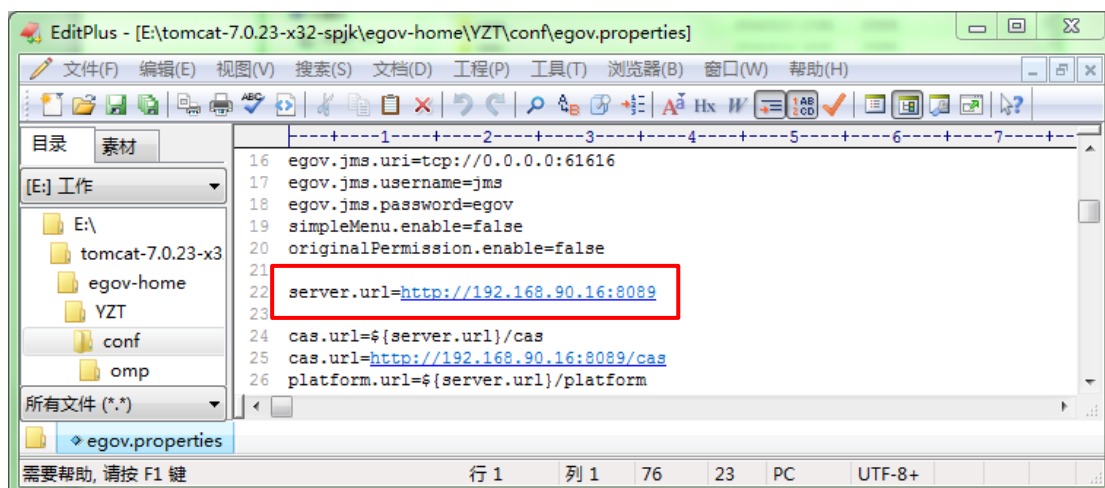 EditPlus - [E:\tomcat-7.0.23-x32-spjk\egov-home\YZT\conf\egov.properties]
文件(F) 编辑(E) 视图(V) 搜索(S) 文档(D) 工程(P) 工具(T) 浏览器(B) 窗口(W) 帮助(H)
目录 素材
[E:] 工作
E:\
tomcat-7.0.23-x3
egov-home
YZT
conf
omp
所有文件 (*.*)
----+----1----+----2----+----3----+----4----+----5----+----6----+----7----+--
16 egov.jms.uri=tcp://0.0.0.0:61616
17 egov.jms.username=jms
18 egov.jms.password=egov
19 simpleMenu.enable=false
20 originalPermission.enable=false
21
22 server.url=http://192.168.90.16:8089
23
24 cas.url=${server.url}/cas
25 cas.url=http://192.168.90.16:8089/cas
26 platform.url=${server.url}/platform
egov.properties
需要帮助, 请按 F1 键 行 1 列 1 76 23 PC UTF-8+